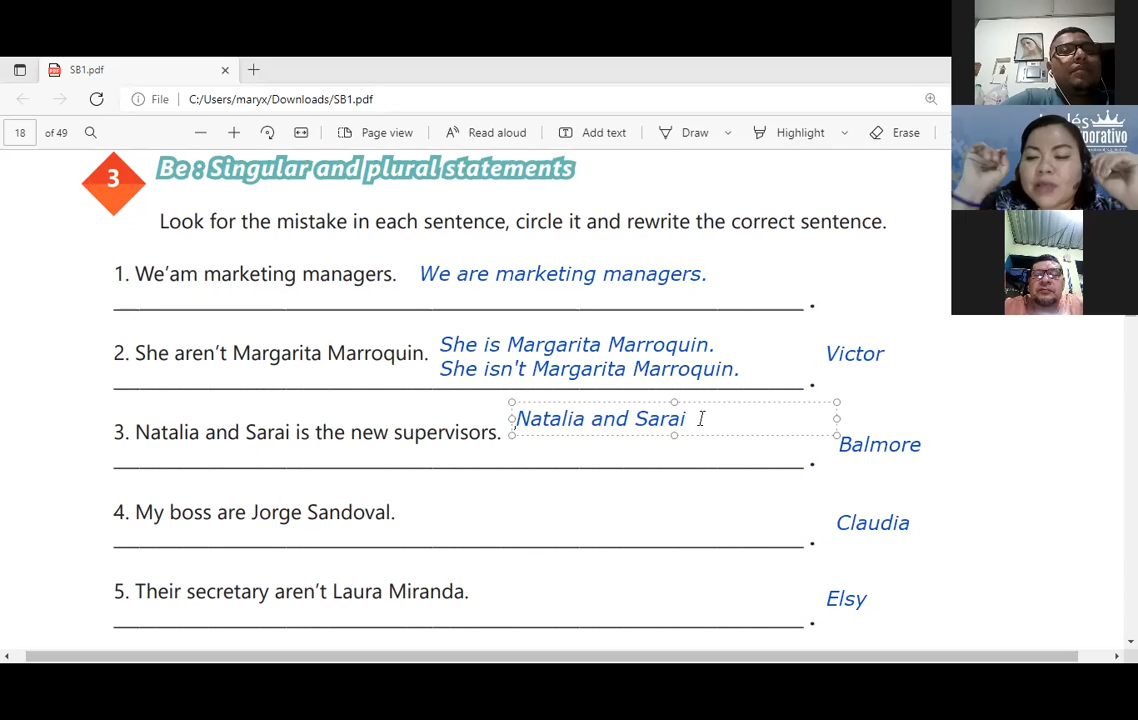 SB1.pdf
File C:/Users/maryx/Downloads/SB1.pdf
18 of 49 Page view Read aloud Add text Draw Highlight Erase
3 Be : Singular and plural statements
Look for the mistake in each sentence, circle it and rewrite the correct sentence.
1. We’am marketing managers. We are marketing managers.
She is Margarita Marroquin.
2. She aren’t Margarita Marroquin. Victor
She isn't Margarita Marroquin.
Natalia and Sarai
3. Natalia and Sarai is the new supervisors.
Balmore
4. My boss are Jorge Sandoval.
Claudia
5. Their secretary aren’t Laura Miranda.
Elsy